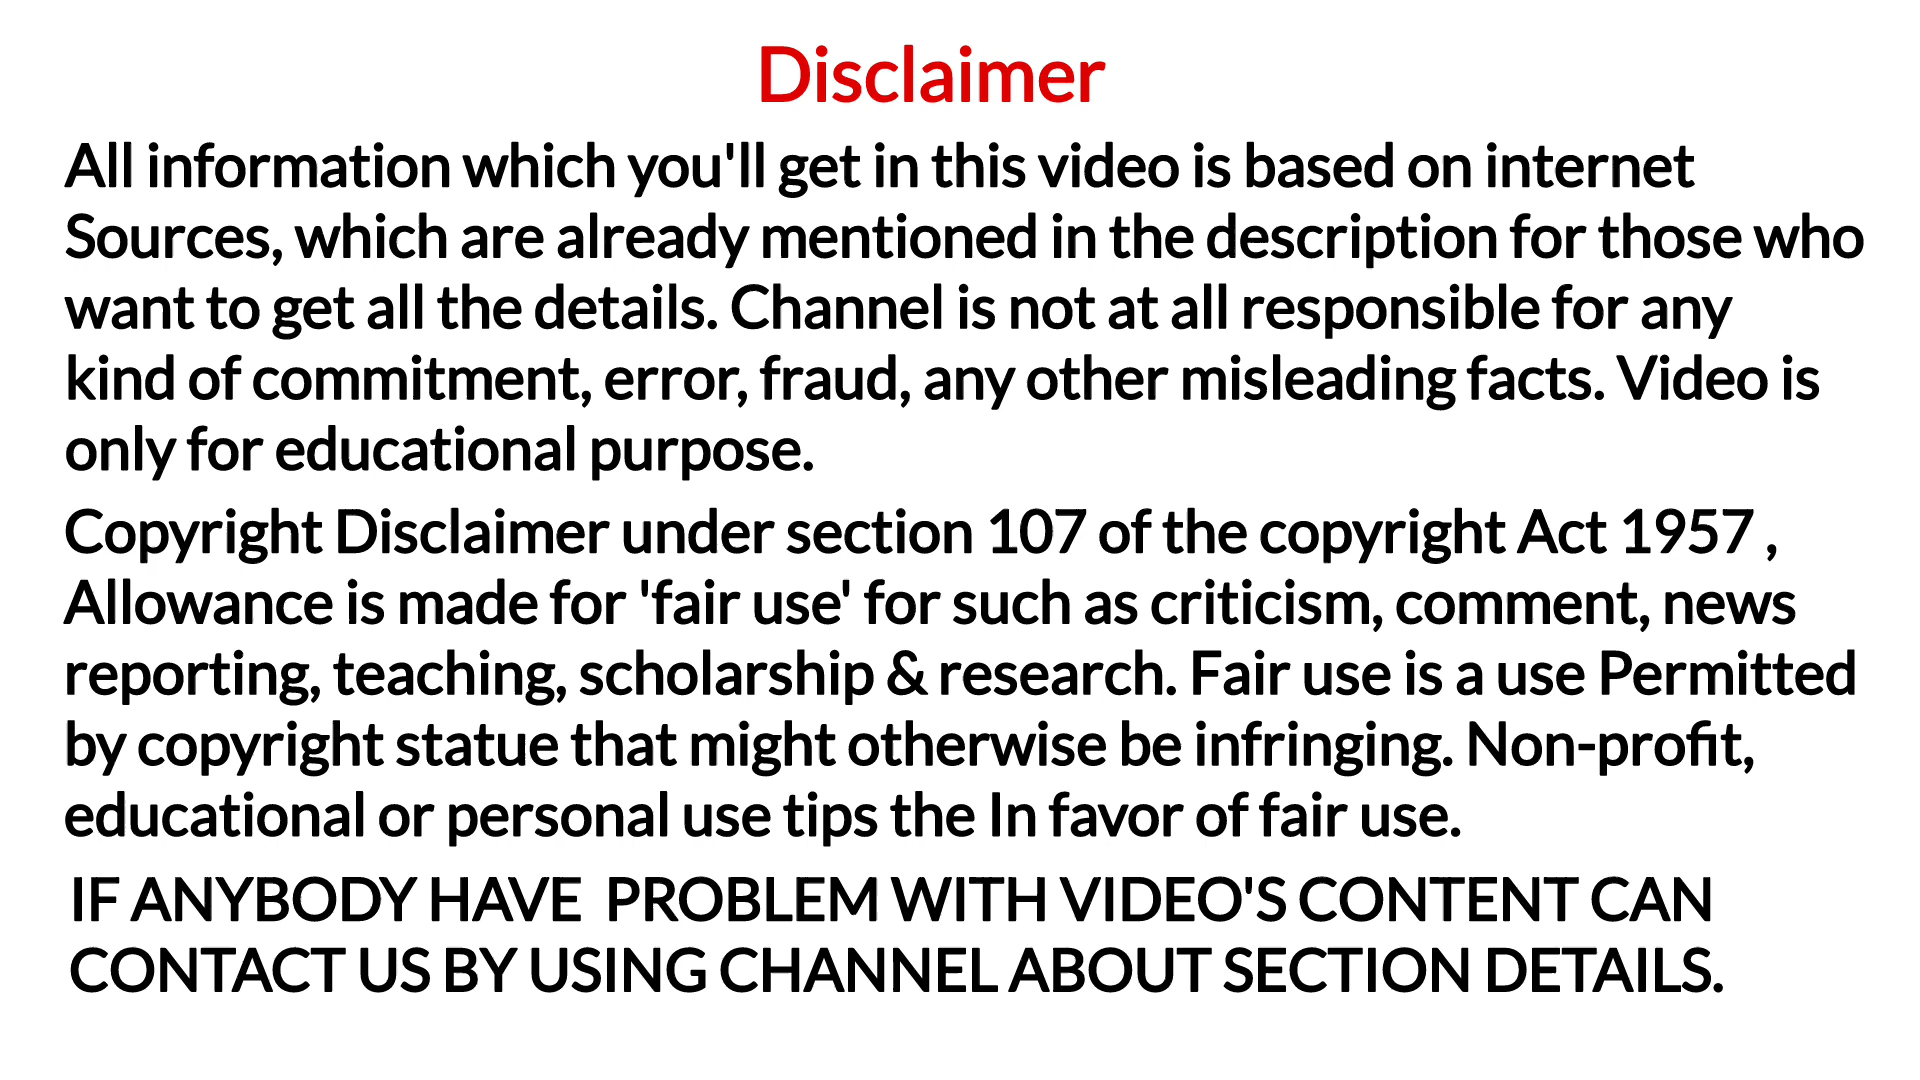 Disclaimer
All information which you'll get in this video is based on internet
Sources, which are already mentioned in the description for those who
want to get all the details. Channel is not at all responsible for any
kind of commitment, error, fraud, any other misleading facts. Video is
only for educational purpose.
Copyright Disclaimer under section 107 of the copyright Act 1957 ,
Allowance is made for 'fair use' for such as criticism, comment, news
reporting, teaching, scholarship & research. Fair use is a use Permitted
by copyright statue that might otherwise be infringing. Non-profit,
educational or personal use tips the In favor of fair use.
IF ANYBODY HAVE  PROBLEM WITH VIDEO'S CONTENT CAN
CONTACT US BY USING CHANNEL ABOUT SECTION DETAILS.